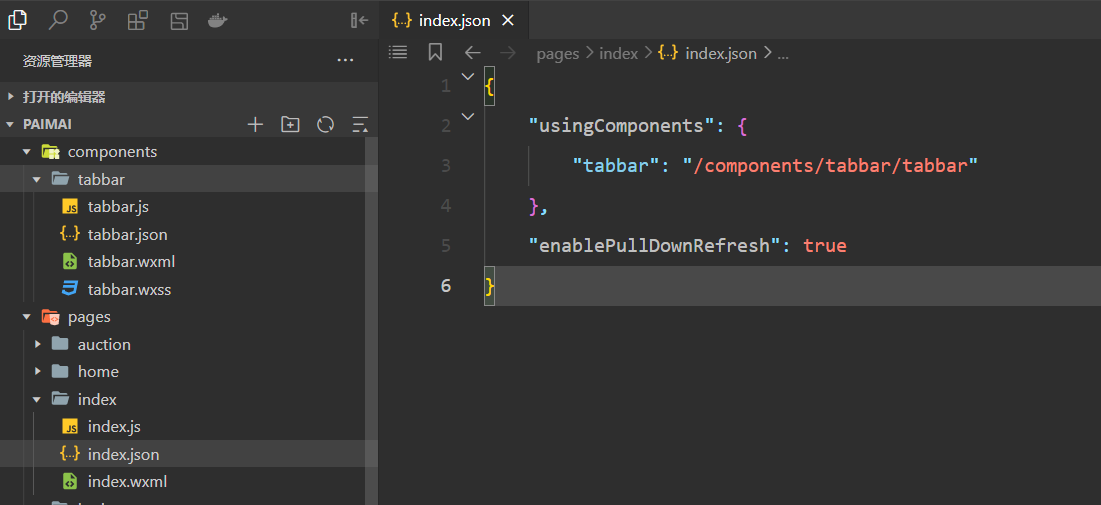 index.json
资源管理器
pages index index.json ...
打开的编辑器
PAIMAI
components
tabbar
tabbar.js
tabbar.json
tabbar.wxml
tabbar.wxss
pages
auction
home
index
index.js
index.json
index.wxml
1 {
2 "usingComponents": {
3 "tabbar": "/components/tabbar/tabbar"
4 },
5 "enablePullDownRefresh": true
6 }